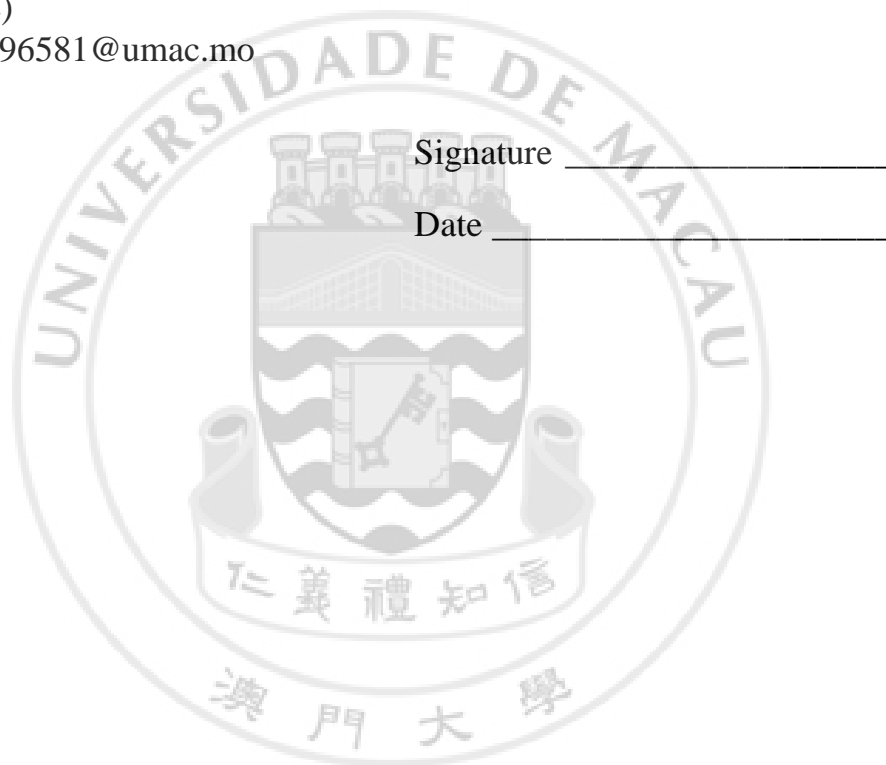 )
96581@umac.mo
Signature
Date
UNIVERSIDADE DE MACAU
仁義禮知信
澳門大學